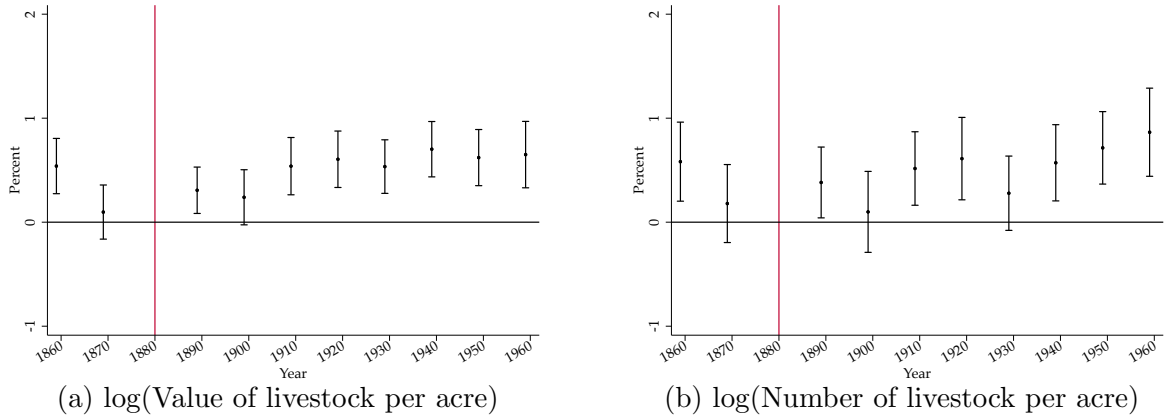 2
1
0
-1
Percent
1860 1870 1880 1890 1900 1910 1920 1930 1940 1950 1960
Year
(a) log(Value of livestock per acre)
2
1
0
-1
Percent
1860 1870 1880 1890 1900 1910 1920 1930 1940 1950 1960
Year
(b) log(Number of livestock per acre)